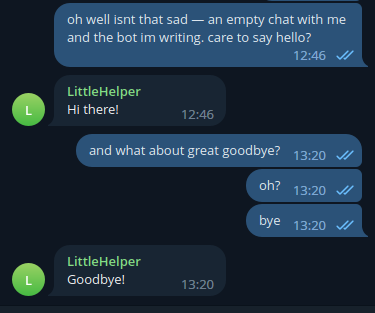 oh well isnt that sad — an empty chat with me
and the bot im writing. care to say hello?
12:46
LittleHelper
L
Hi there!
12:46
and what about great goodbye?
13:20
oh?
13:20
bye
13:20
LittleHelper
L
Goodbye!
13:20